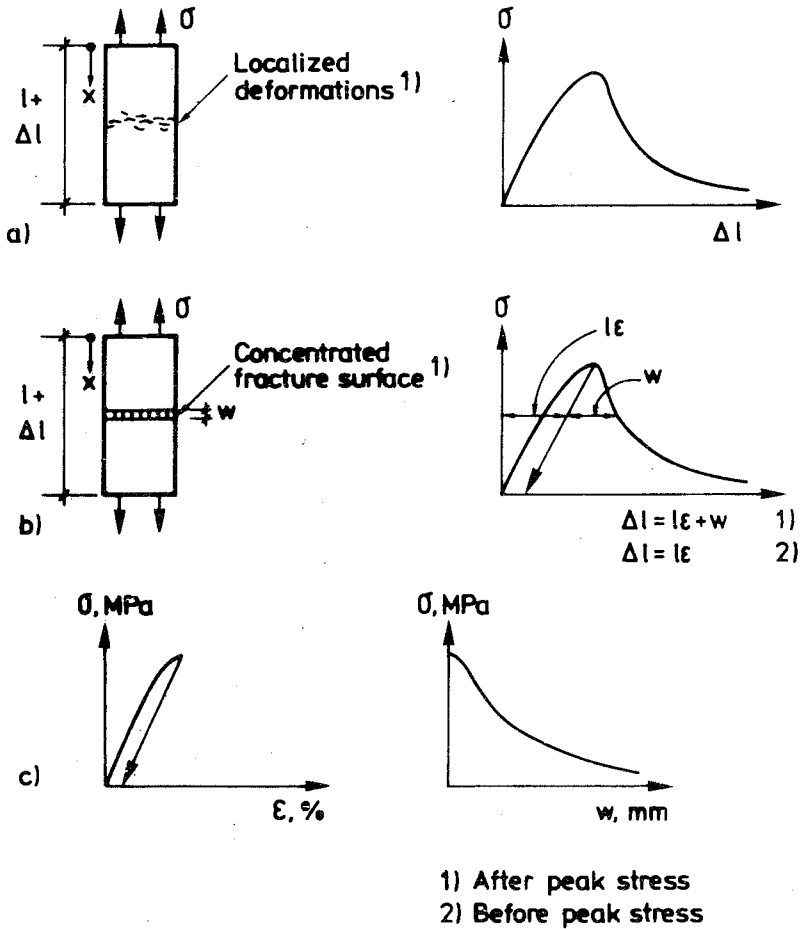 σ
σ
Localized
deformations 1)
x
l+
Δl
a)
Δl
σ
σ
lε
Concentrated
fracture surface 1)
w
x
l+
Δl
w
b)
Δl = lε + w 1)
Δl = lε 2)
σ, MPa
σ, MPa
c)
ε, %
w, mm
1) After peak stress
2) Before peak stress